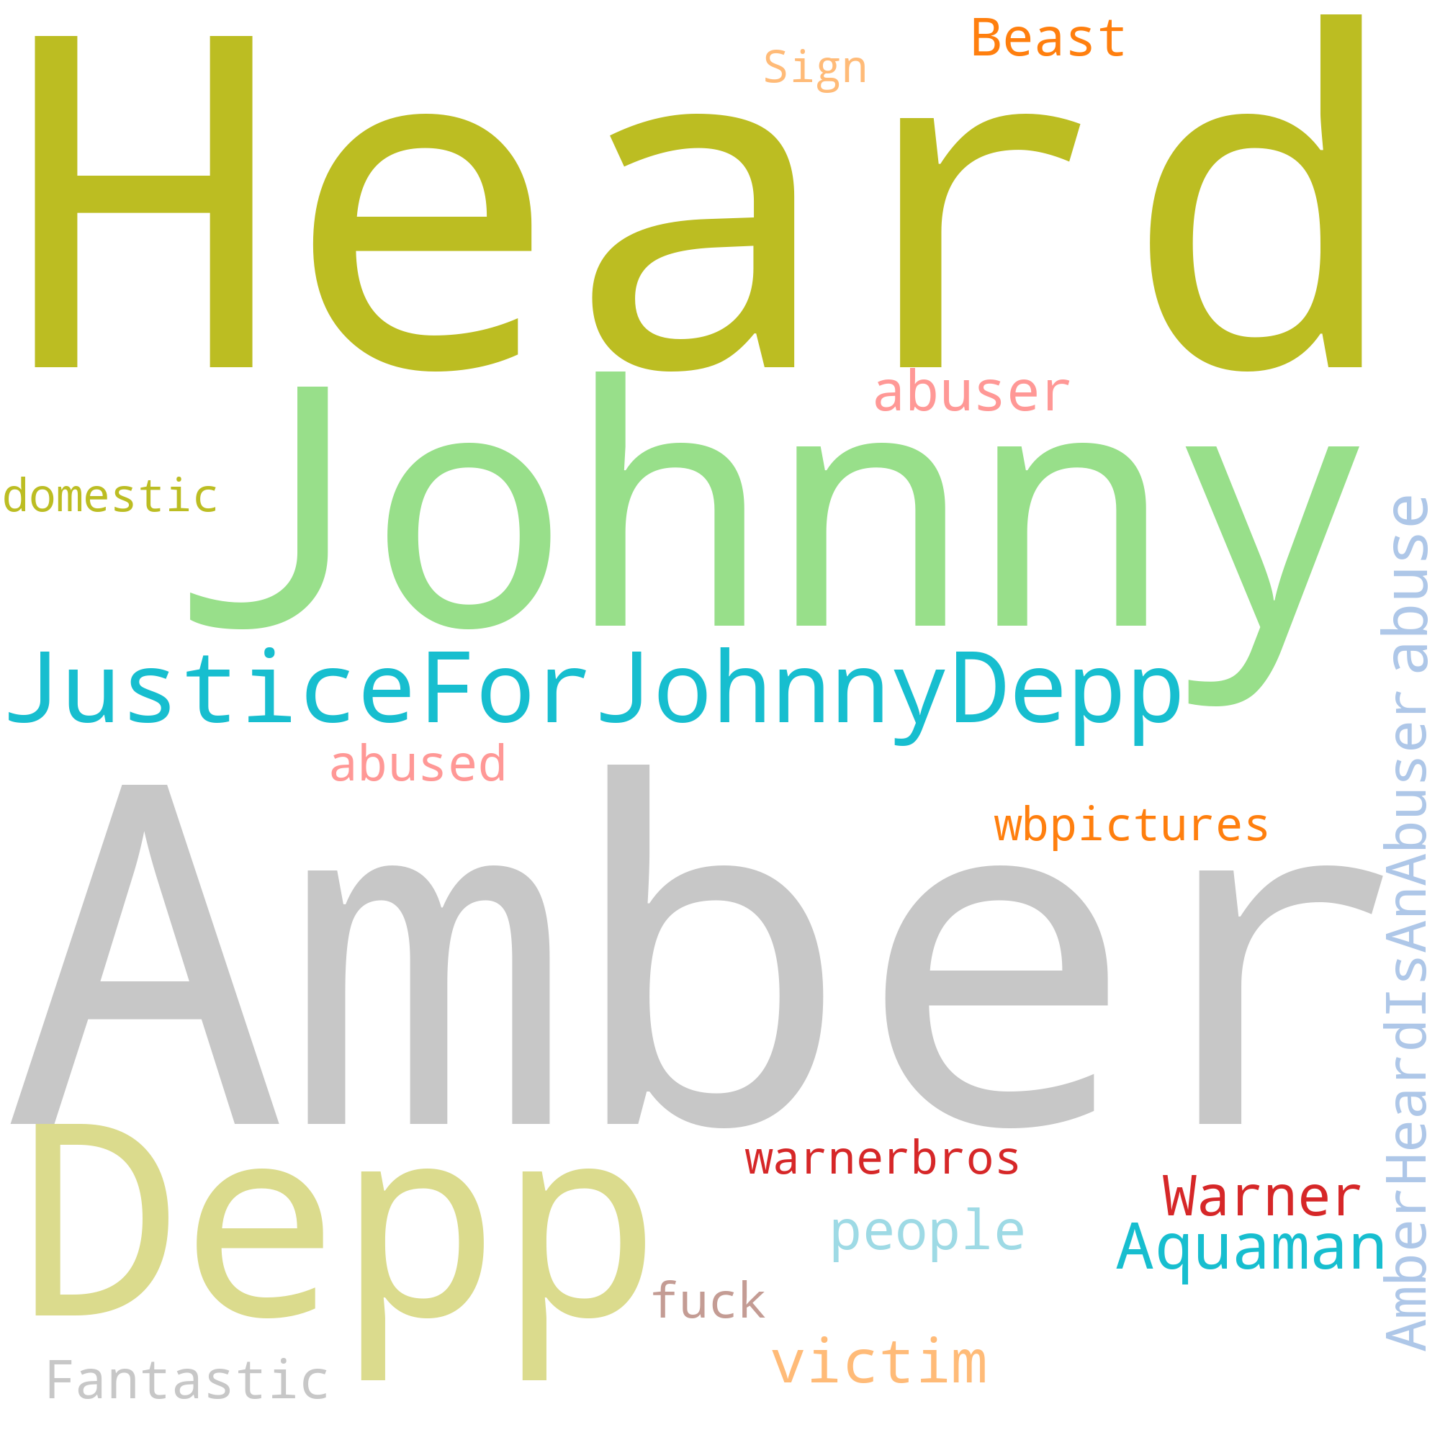 Beast
Sign
Heard
abuser
Johnny
domestic
abuse
JusticeForJohnnyDepp
abused
wbpictures
Amber
AmberHeardIsAnAbuser
Depp
warnerbros
Warner
people
Aquaman
fuck
victim
Fantastic